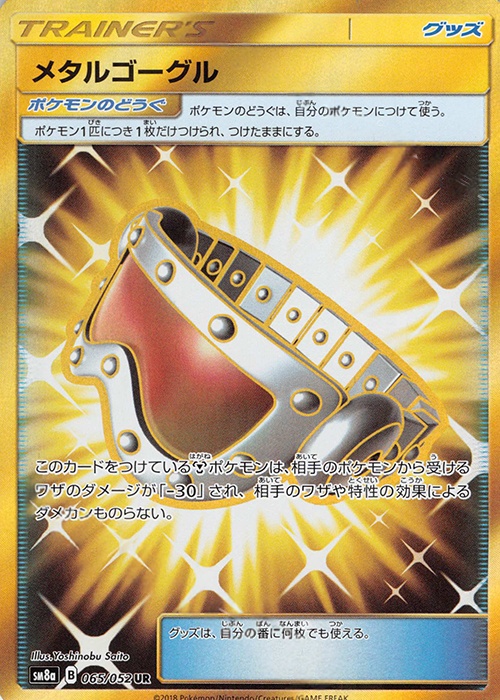 TRAINER'S グッズ
メタルゴーグル
ポケモンのどうぐ ポケモンのどうぐは、自分のポケモンにつけて使う。
ポケモン1匹につき1枚だけつけられ、つけたままにする。
このカードをつけているポケモンは、相手のポケモンから受ける
ワザのダメージが「-30」され、相手のワザや特性の効果による
ダメカンものらない。
グッズは、自分の番に何枚でも使える。
Illus.Yoshinobu Saito
SM8a B 065/052 UR
©2018 Pokémon/Nintendo/Creatures/GAME FREAK